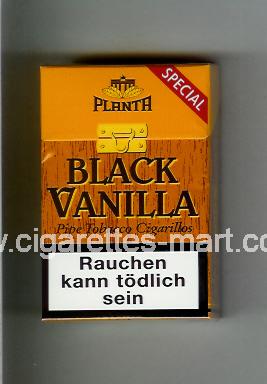 PLANTA
SPECIAL
BLACK
VANILLA
Pipe Tobacco Cigarillos
www.cigarettes-mart.com
Rauchen
kann tödlich
sein